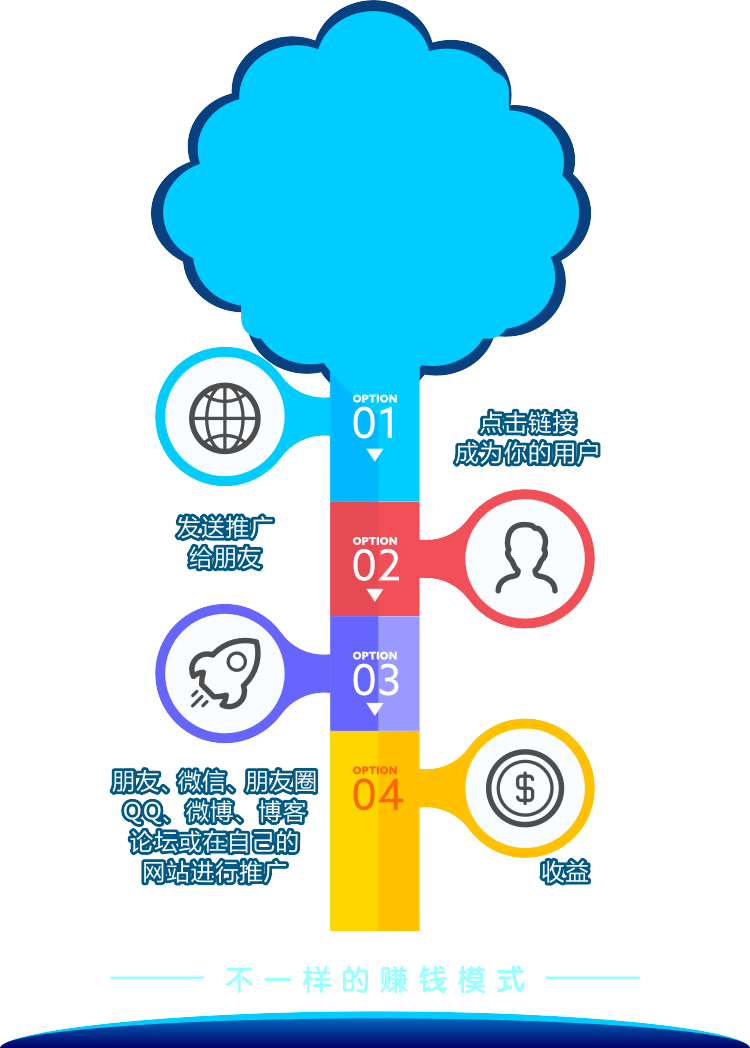 OPTION
01
点击链接
成为你的用户
发送推广
给朋友
OPTION
02
OPTION
03
朋友、微信、朋友圈
QQ、微博、博客
论坛或在自己的
网站进行推广
OPTION
04
$
收益
不一样的赚钱模式